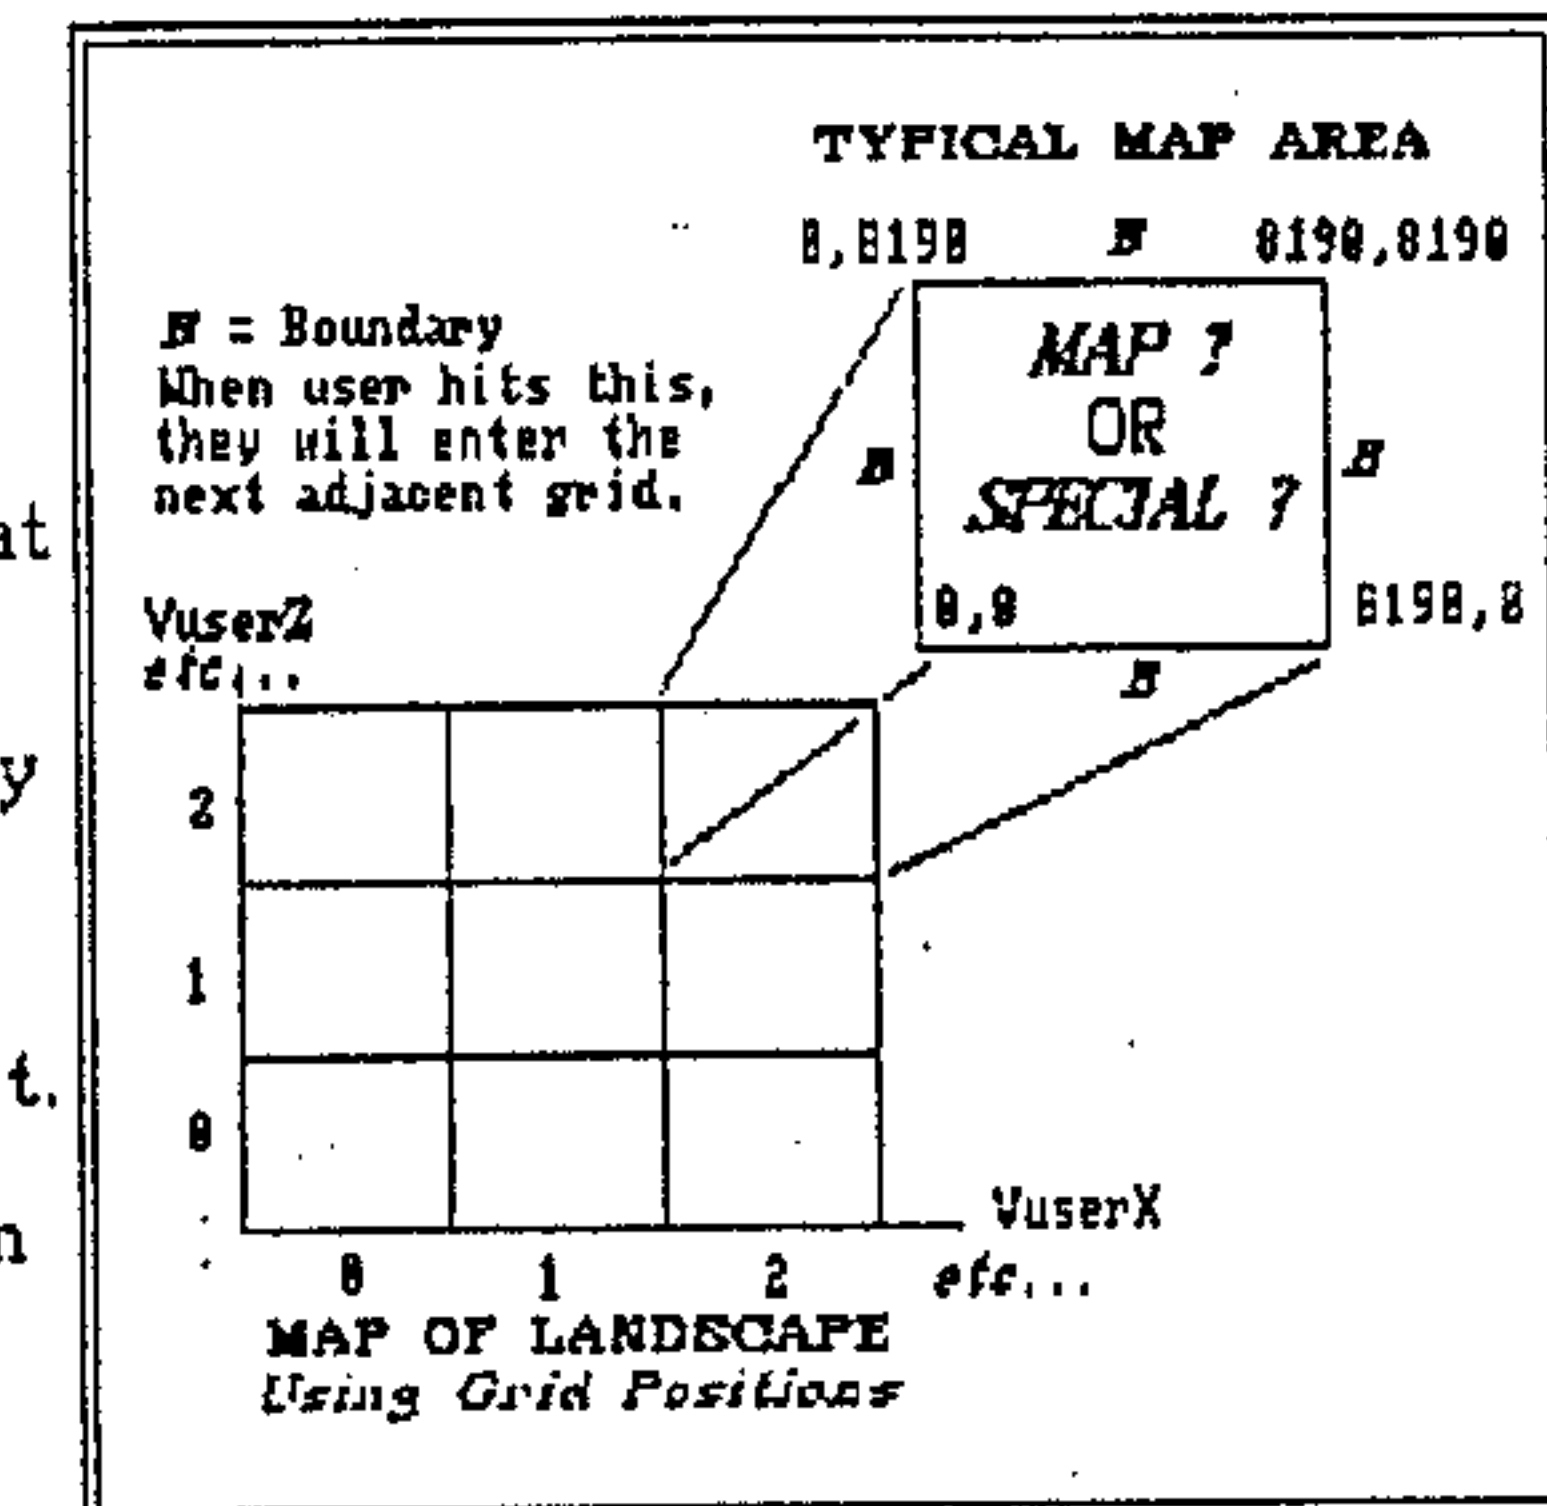 TYPICAL MAP AREA
0,8190 B 8190,8190
B = Boundary
When user hits this,
they will enter the
next adjacent grid.
MAP ?
OR
SPECIAL ?
B B
0,0 8190,0
B
VuserZ
etc...
2
1
0
VuserX
0 1 2 etc...
MAP OF LANDSCAPE
Using Grid Positions
at
y
t.
n